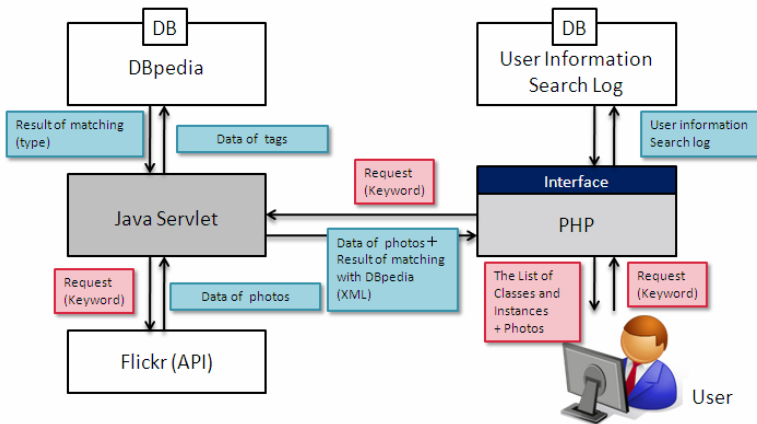 DB
DBpedia
DB
User Information
Search Log
Result of matching
(type)
Data of tags
User information
Search log
Request
(Keyword)
Interface
Java Servlet
PHP
Data of photos+
Result of matching
with DBpedia
(XML)
Request
(Keyword)
Data of photos
The List of
Classes and
Instances
+ Photos
Request
(Keyword)
Flickr (API)
User